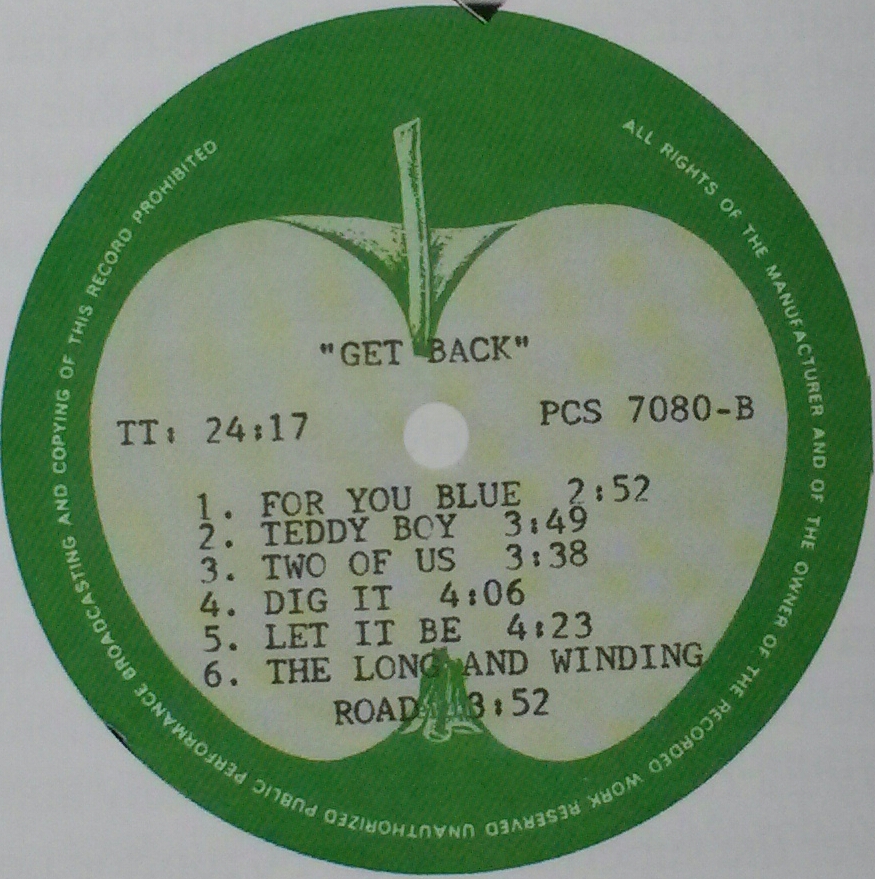 "GET BACK"
TT: 24:17
PCS 7080-B
1. FOR YOU BLUE 2:52
2. TEDDY BOY 3:49
3. TWO OF US 3:38
4. DIG IT 4:06
5. LET IT BE 4:23
6. THE LONG AND WINDING
ROAD 3:52
ALL RIGHTS OF THE MANUFACTURER AND OF THE OWNER OF THE RECORDED WORK RESERVED UNAUTHORIZED PUBLIC PERFORMANCE BROADCASTING AND COPYING OF THIS RECORD PROHIBITED